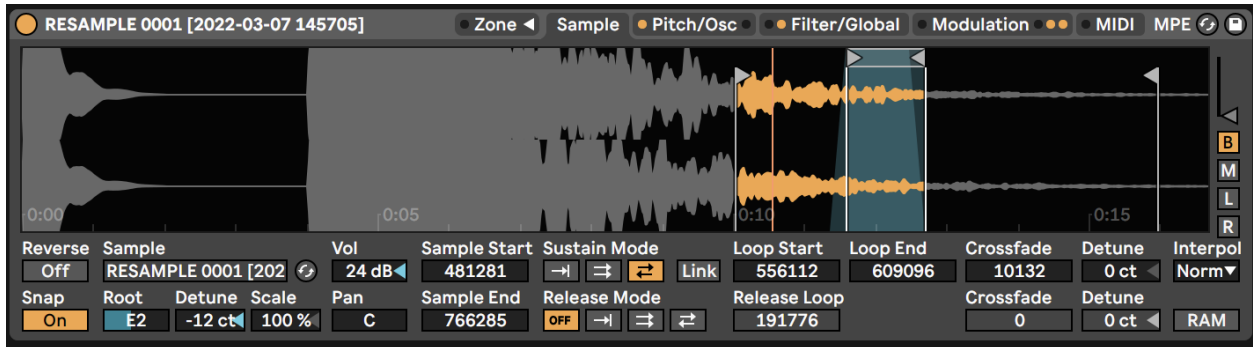 RESAMPLE 0001 [2022-03-07 145705] Zone Sample Pitch/Osc Filter/Global Modulation MIDI MPE
B
M
L
R
0:00 0:05 0:10 0:15
Reverse Sample Vol Sample Start Sustain Mode Loop Start Loop End Crossfade Detune Interpol
Off RESAMPLE 0001 [202 24 dB 481281 Link 556112 609096 10132 0 ct Norm
Snap Root Detune Scale Pan Sample End Release Mode Release Loop Crossfade Detune
On E2 -12 ct 100 % C 766285 OFF 191776 0 0 ct RAM